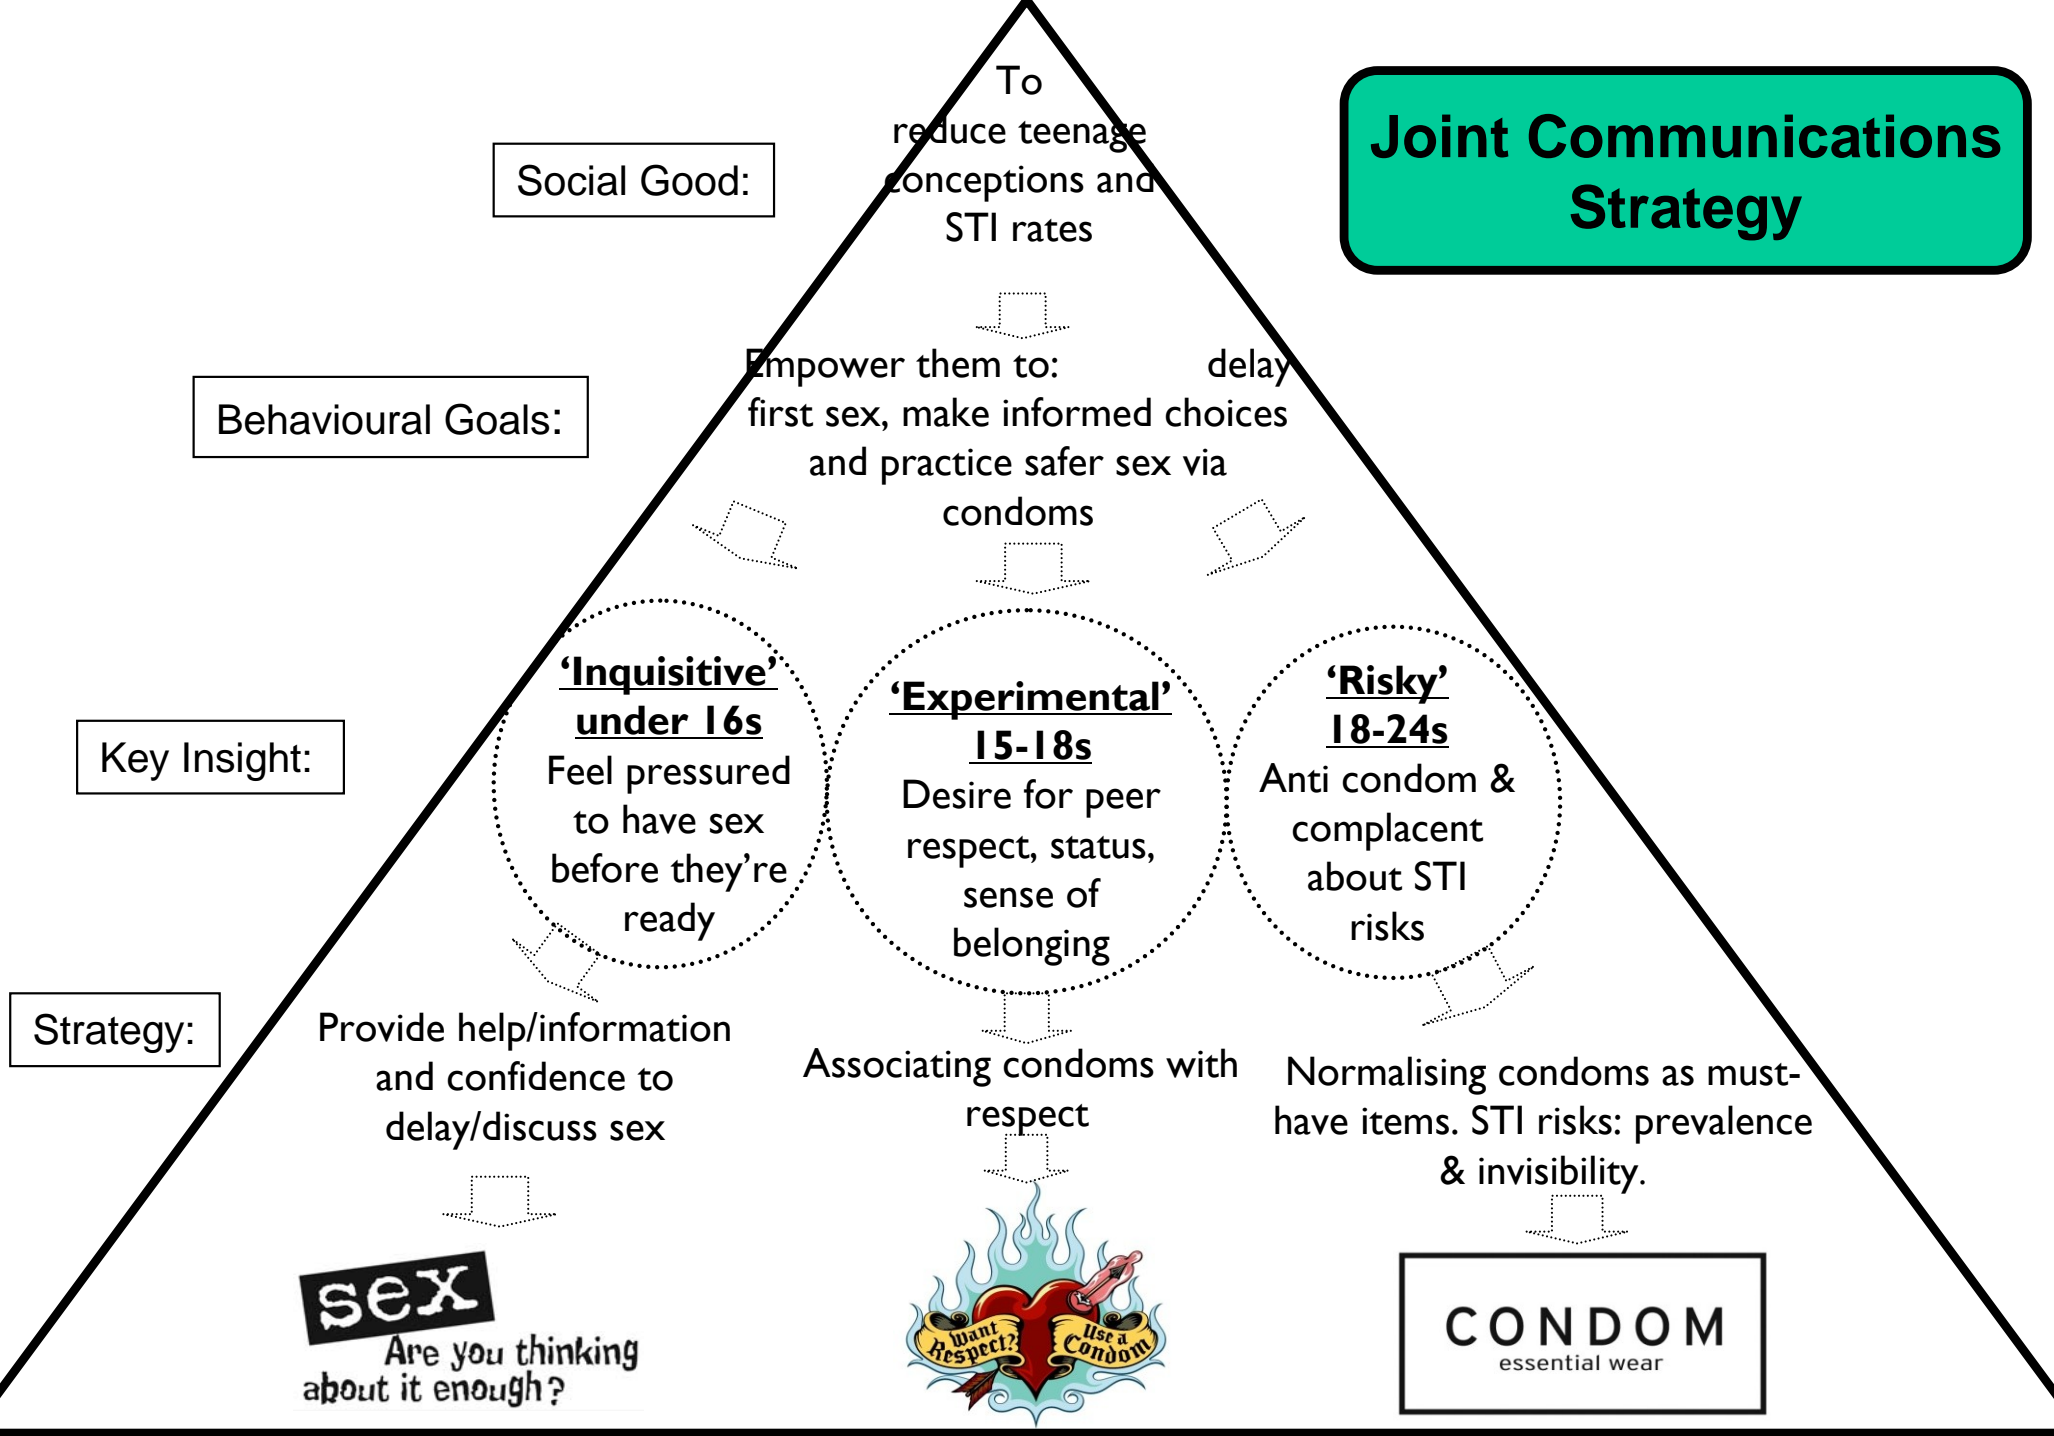 Joint Communications
Strategy
Social Good:
To
reduce teenage
conceptions and
STI rates
Behavioural Goals:
Empower them to: delay
first sex, make informed choices
and practice safer sex via
condoms
Key Insight:
‘Inquisitive’
under 16s
Feel pressured
to have sex
before they’re
ready
‘Experimental’
15-18s
Desire for peer
respect, status,
sense of
belonging
‘Risky’
18-24s
Anti condom &
complacent
about STI
risks
Strategy:
Provide help/information
and confidence to
delay/discuss sex
Associating condoms with
respect
Normalising condoms as must-
have items. STI risks: prevalence
& invisibility.
sex
Are you thinking
about it enough?
Want
Respect?
Use a
Condom
CONDOM
essential wear